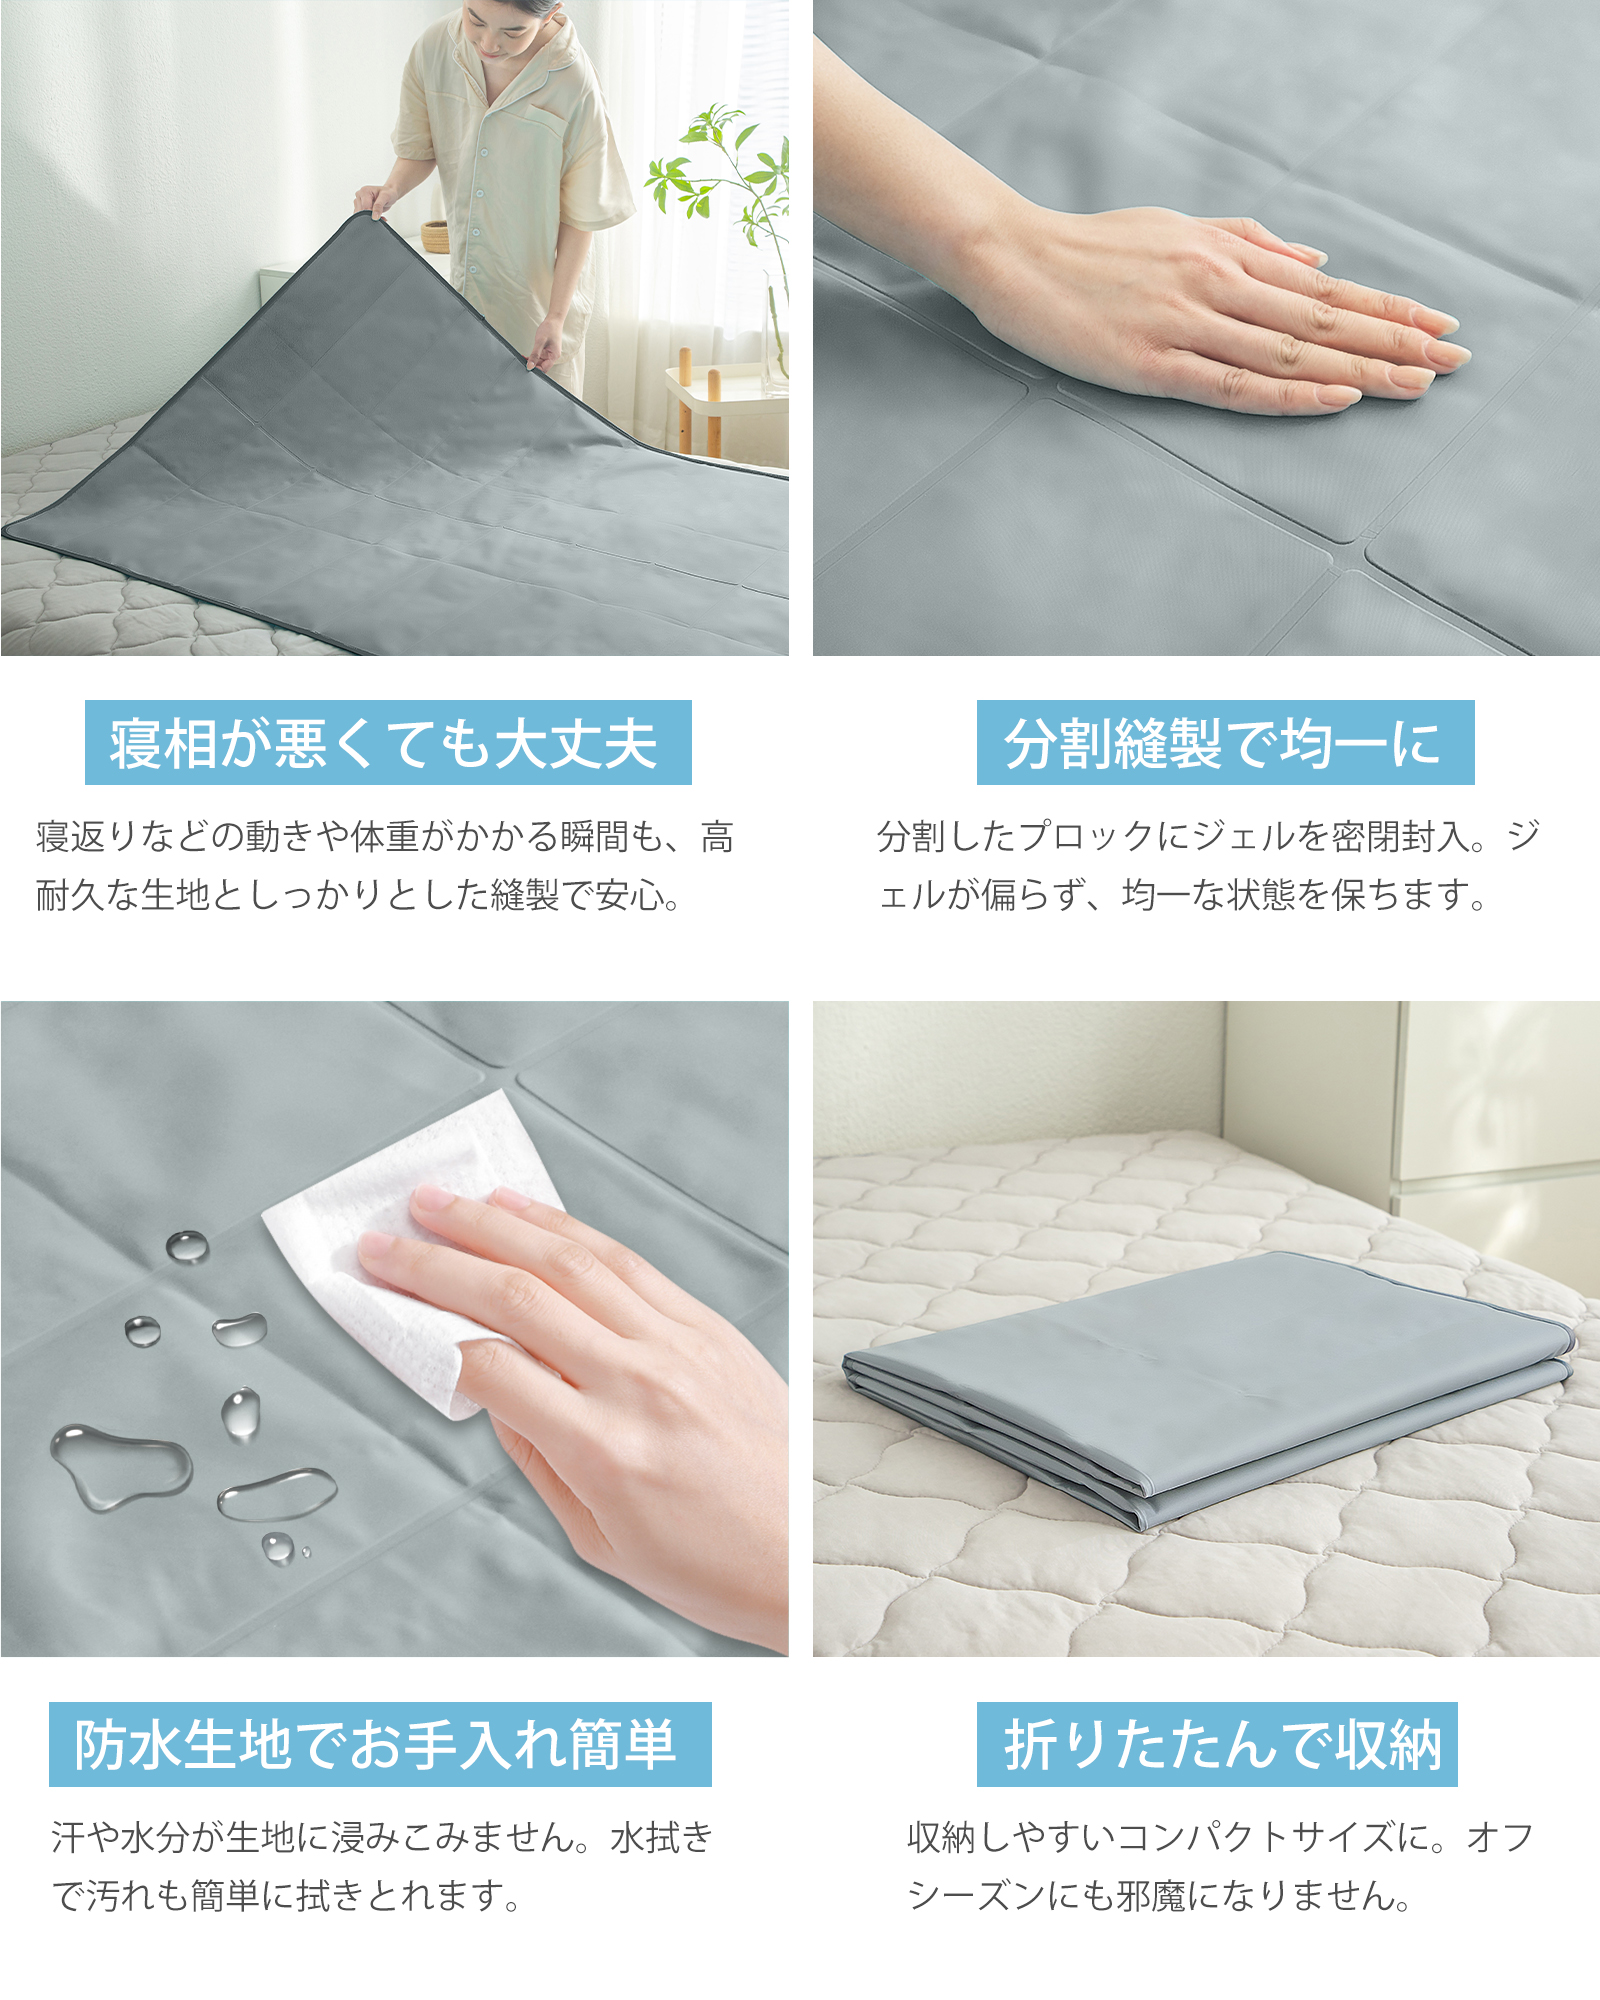 寝相が悪くても大丈夫
寝返りなどの動きや体重がかかる瞬間も、高
耐久な生地としっかりとした縫製で安心。
分割縫製で均一に
分割したブロックにジェルを密閉封入。ジ
ェルが偏らず、均一な状態を保ちます。
防水生地でお手入れ簡単
汗や水分が生地に浸みこみません。水拭き
で汚れも簡単に拭きとれます。
折りたたんで収納
収納しやすいコンパクトサイズに。オフ
シーズンにも邪魔になりません。